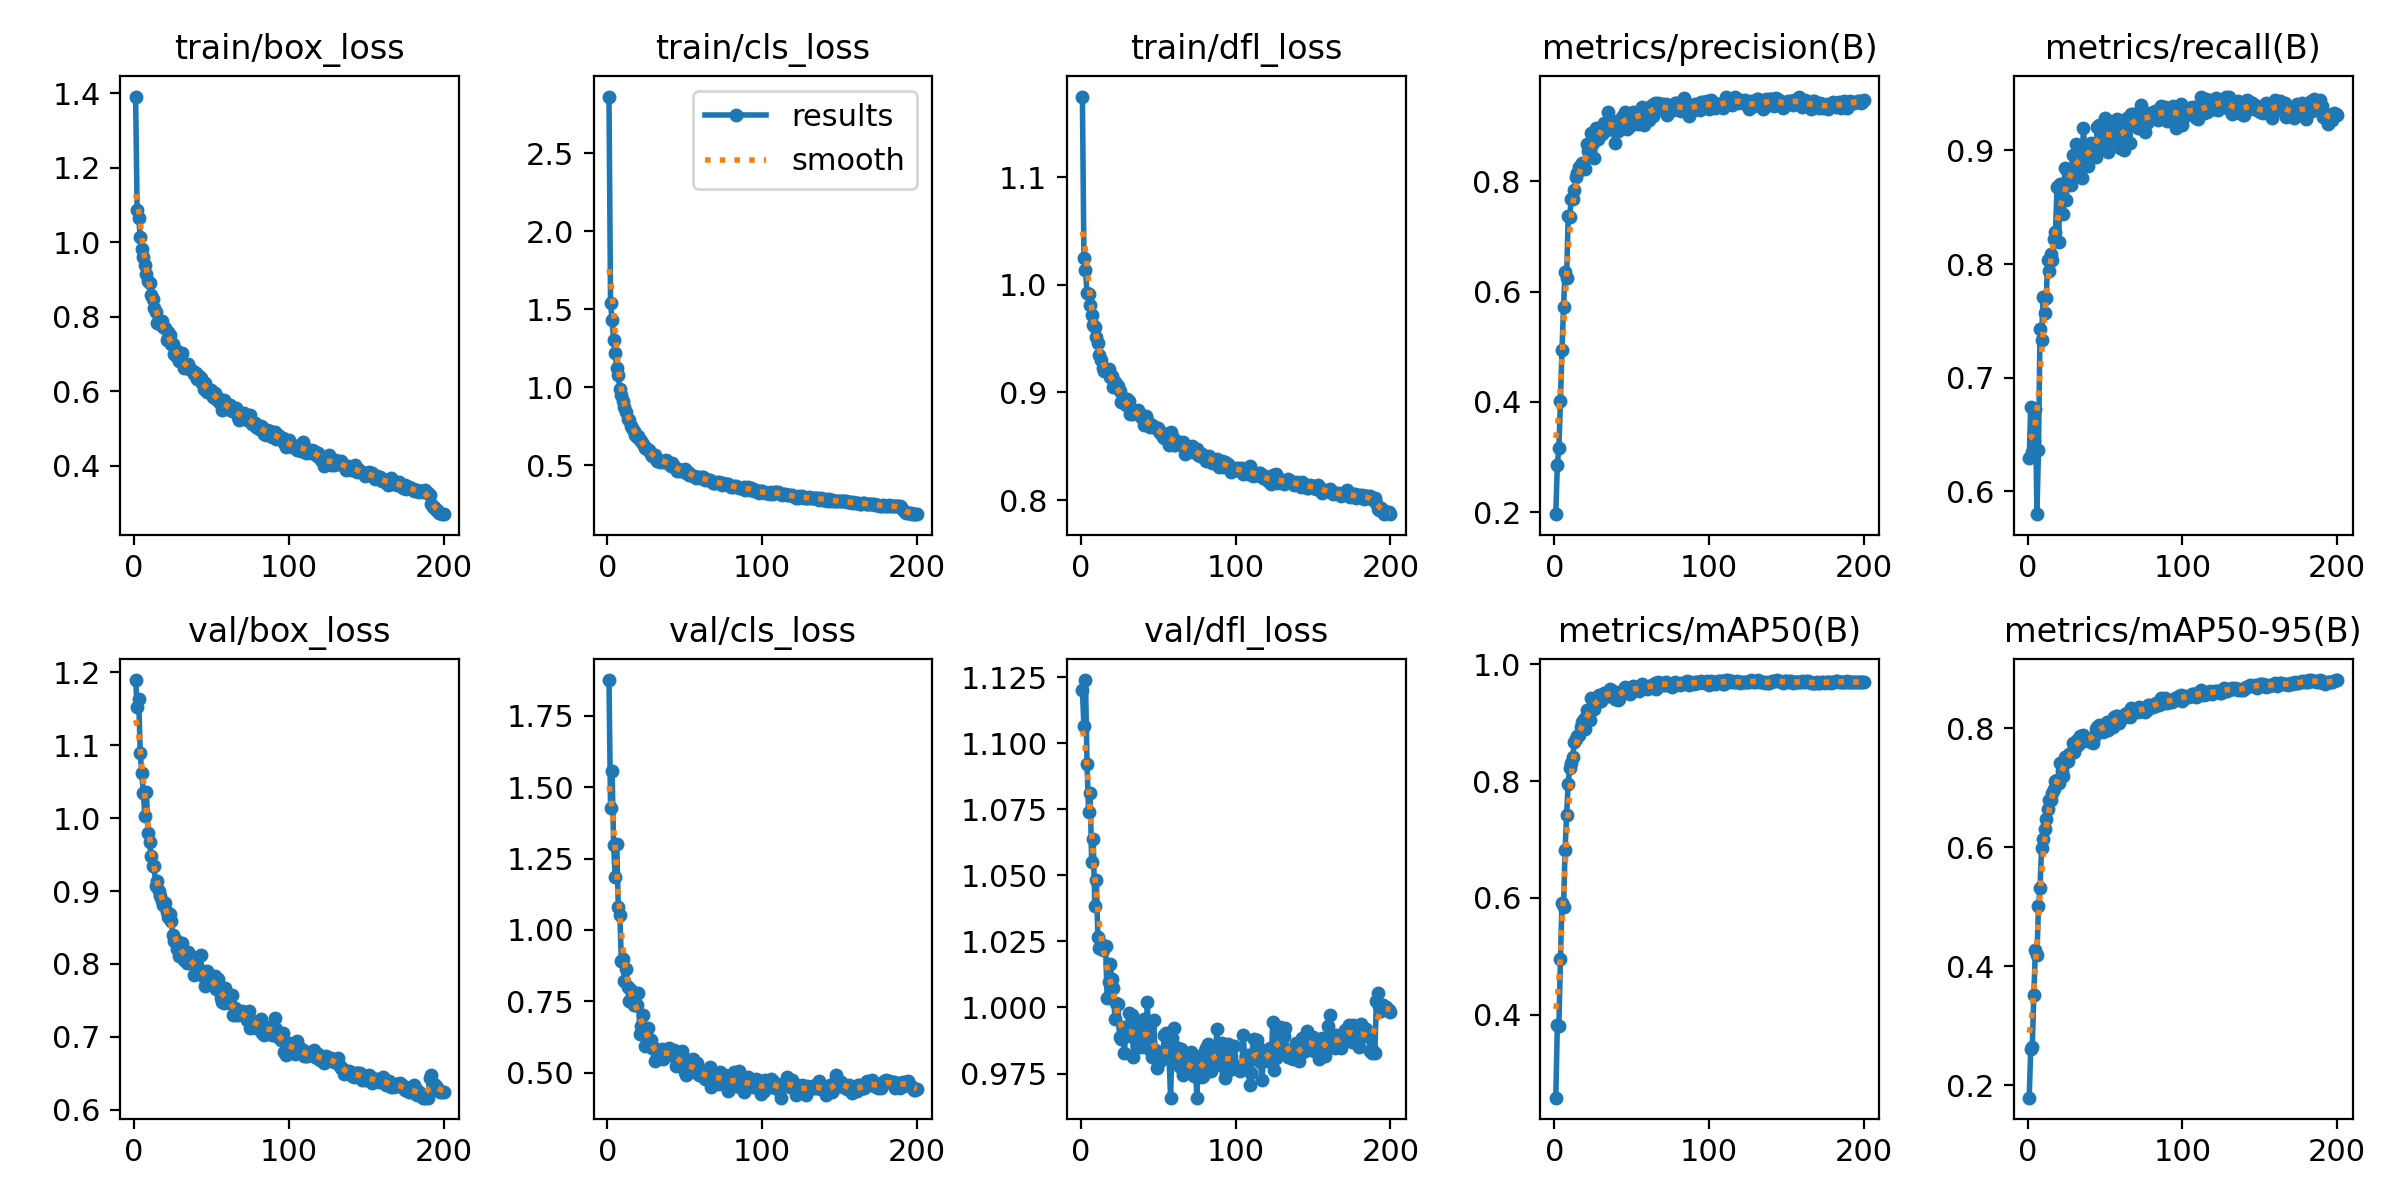 train/box_loss
1.4
1.2
1.0
0.8
0.6
0.4
0 100 200
train/cls_loss
results
smooth
2.5
2.0
1.5
1.0
0.5
0 100 200
train/dfl_loss
1.1
1.0
0.9
0.8
0 100 200
metrics/precision(B)
0.8
0.6
0.4
0.2
0 100 200
metrics/recall(B)
0.9
0.8
0.7
0.6
0 100 200
val/box_loss
1.2
1.1
1.0
0.9
0.8
0.7
0.6
0 100 200
val/cls_loss
1.75
1.50
1.25
1.00
0.75
0.50
0 100 200
val/dfl_loss
1.125
1.100
1.075
1.050
1.025
1.000
0.975
0 100 200
metrics/mAP50(B)
1.0
0.8
0.6
0.4
0 100 200
metrics/mAP50-95(B)
0.8
0.6
0.4
0.2
0 100 200